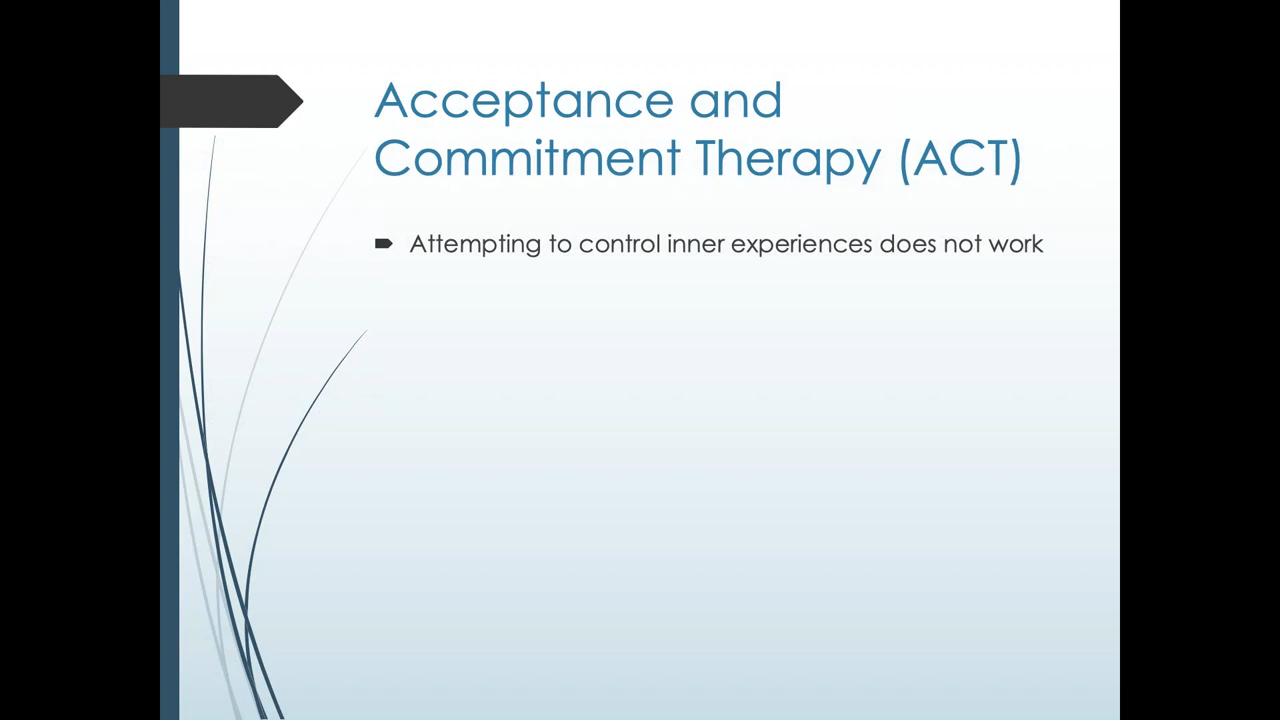 Acceptance and
Commitment Therapy (ACT)
Attempting to control inner experiences does not work